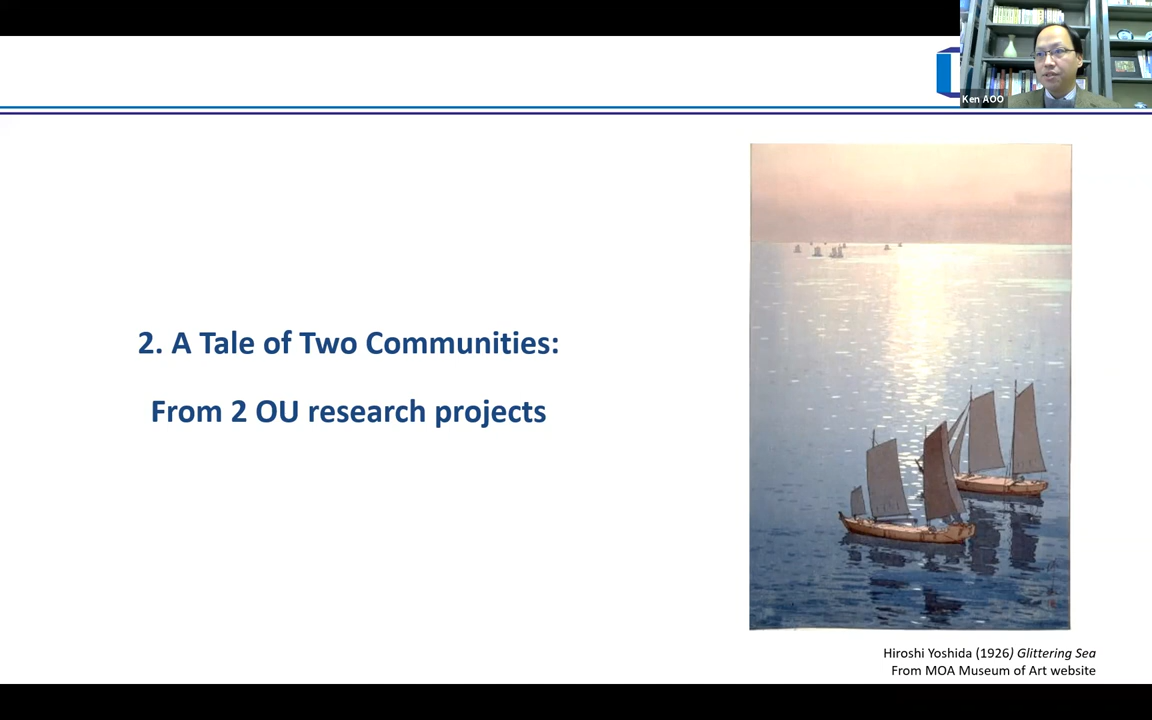 Ken AOO
2. A Tale of Two Communities:
From 2 OU research projects
Hiroshi Yoshida (1926) Glittering Sea
From MOA Museum of Art website